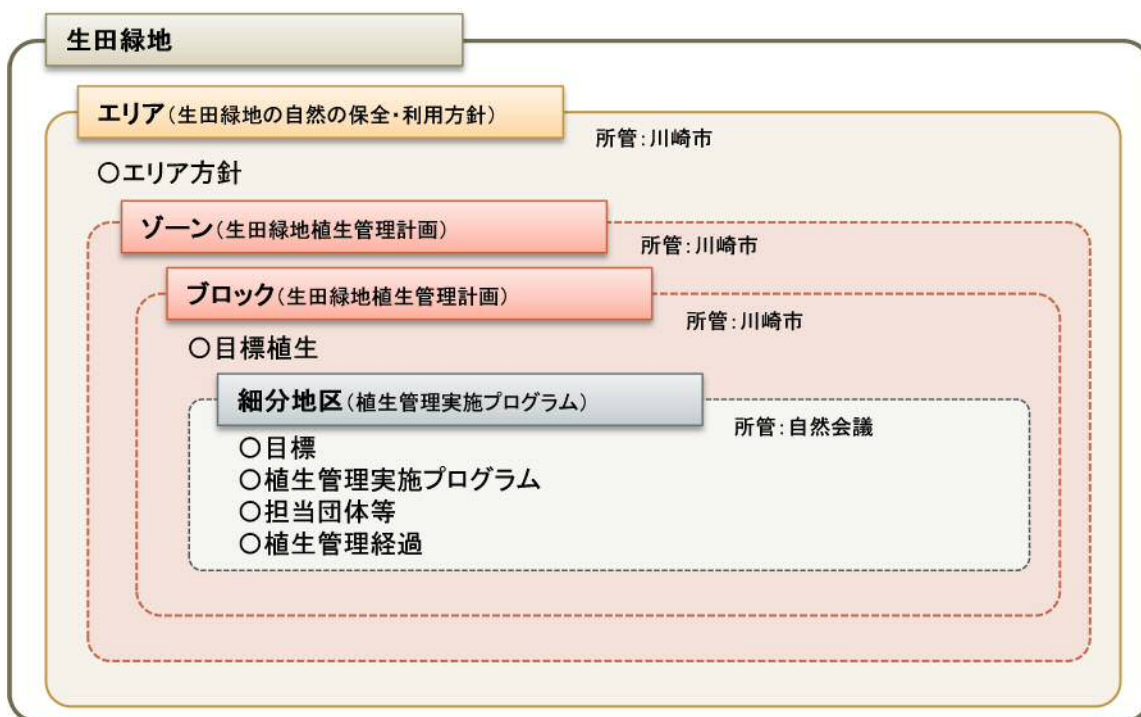 生田緑地
エリア(生田緑地の自然の保全・利用方針)
所管:川崎市
○エリア方針
ゾーン(生田緑地植生管理計画)
所管:川崎市
ブロック(生田緑地植生管理計画)
所管:川崎市
○目標植生
細分地区(植生管理実施プログラム)
所管:自然会議
○目標
○植生管理実施プログラム
○担当団体等
○植生管理経過